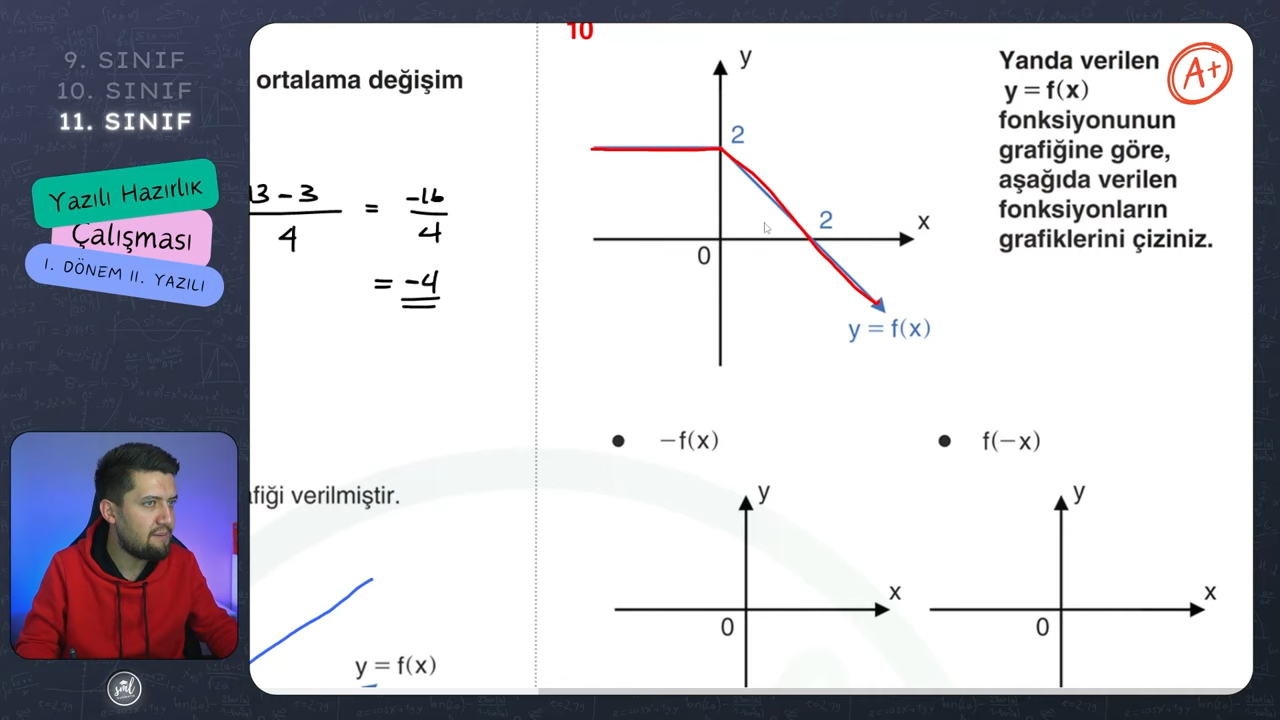 9. SINIF
10. SINIF
11. SINIF
Yazılı Hazırlık
Çalışması
I. DÖNEM II. YAZILI
sml
ortalama değişim
13 - 3
4
= -16
4
= -4
afiği verilmiştir.
y = f(x)
10
y
2
2
x
0
y = f(x)
Yanda verilen
y = f(x)
fonksiyonunun
grafiğine göre,
aşağıda verilen
fonksiyonların
grafiklerini çiziniz.
A+
● -f(x)
y
x
0
● f(-x)
y
x
0